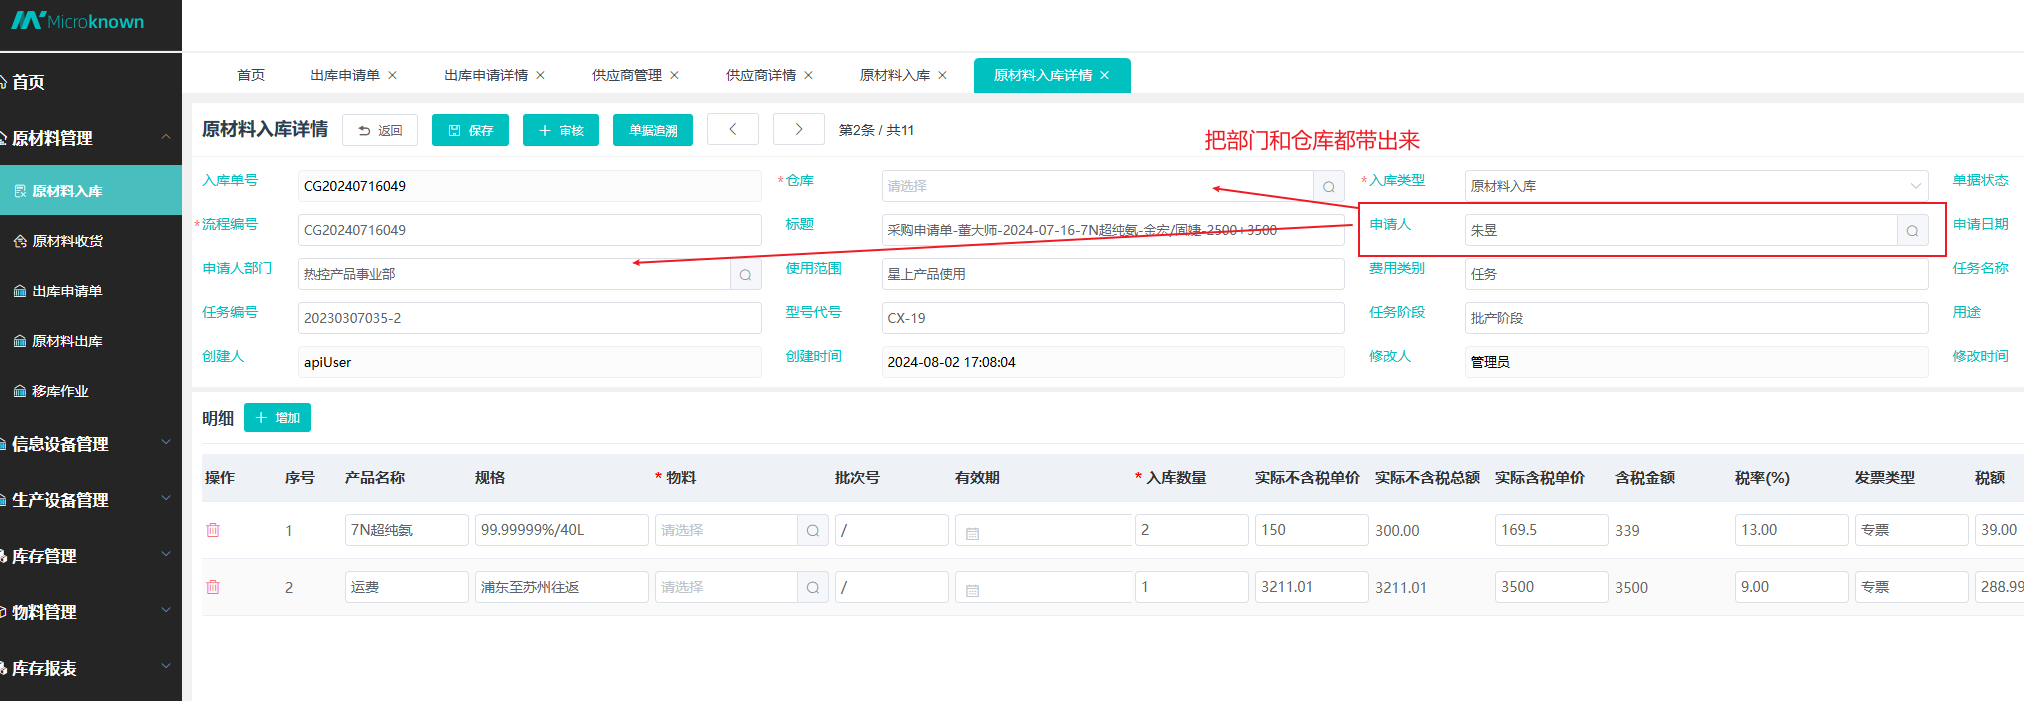 Microknown
首页
原材料管理
原材料入库
原材料收货
出库申请单
原材料出库
移库作业
信息设备管理
生产设备管理
库存管理
物料管理
库存报表
首页 出库申请单 × 出库申请详情 × 供应商管理 × 供应商详情 × 原材料入库 × 原材料入库详情 ×
原材料入库详情 返回 保存 + 审核 单据追溯 < > 第2条 / 共11
把部门和仓库都带出来
入库单号 CG20240716049 *仓库 请选择 *入库类型 原材料入库 单据状态
*流程编号 CG20240716049 标题 采购申请单-董大师-2024-07-16-7N超纯氨-金宏/周婕-2500+3500 申请人 朱昱 申请日期
申请人部门 热控产品事业部 使用范围 星上产品使用 费用类别 任务 任务名称
任务编号 20230307035-2 型号代号 CX-19 任务阶段 批产阶段 用途
创建人 apiUser 创建时间 2024-08-02 17:08:04 修改人 管理员 修改时间
明细 + 增加
操作 序号 产品名称 规格 * 物料 批次号 有效期 * 入库数量 实际不含税单价 实际不含税总额 实际含税单价 含税金额 税率(%) 发票类型 税额
1 7N超纯氨 99.99999%/40L 请选择 / 2 150 300.00 169.5 339 13.00 专票 39.00
2 运费 浦东至苏州往返 请选择 / 1 3211.01 3211.01 3500 3500 9.00 专票 288.99